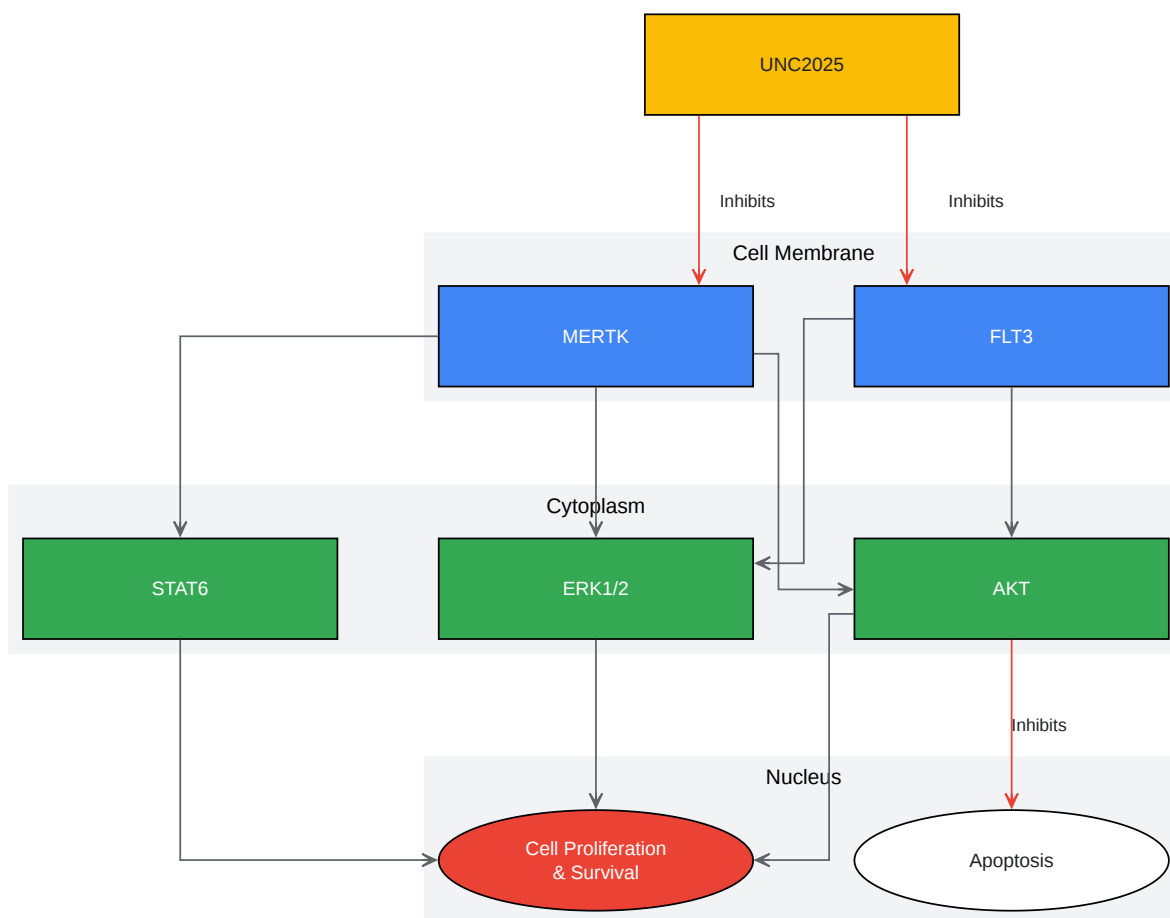 UNC2025
Inhibits
Inhibits
Cell Membrane
MERTK
FLT3
Cytoplasm
STAT6
ERK1/2
AKT
Inhibits
Nucleus
Cell Proliferation
& Survival
Apoptosis